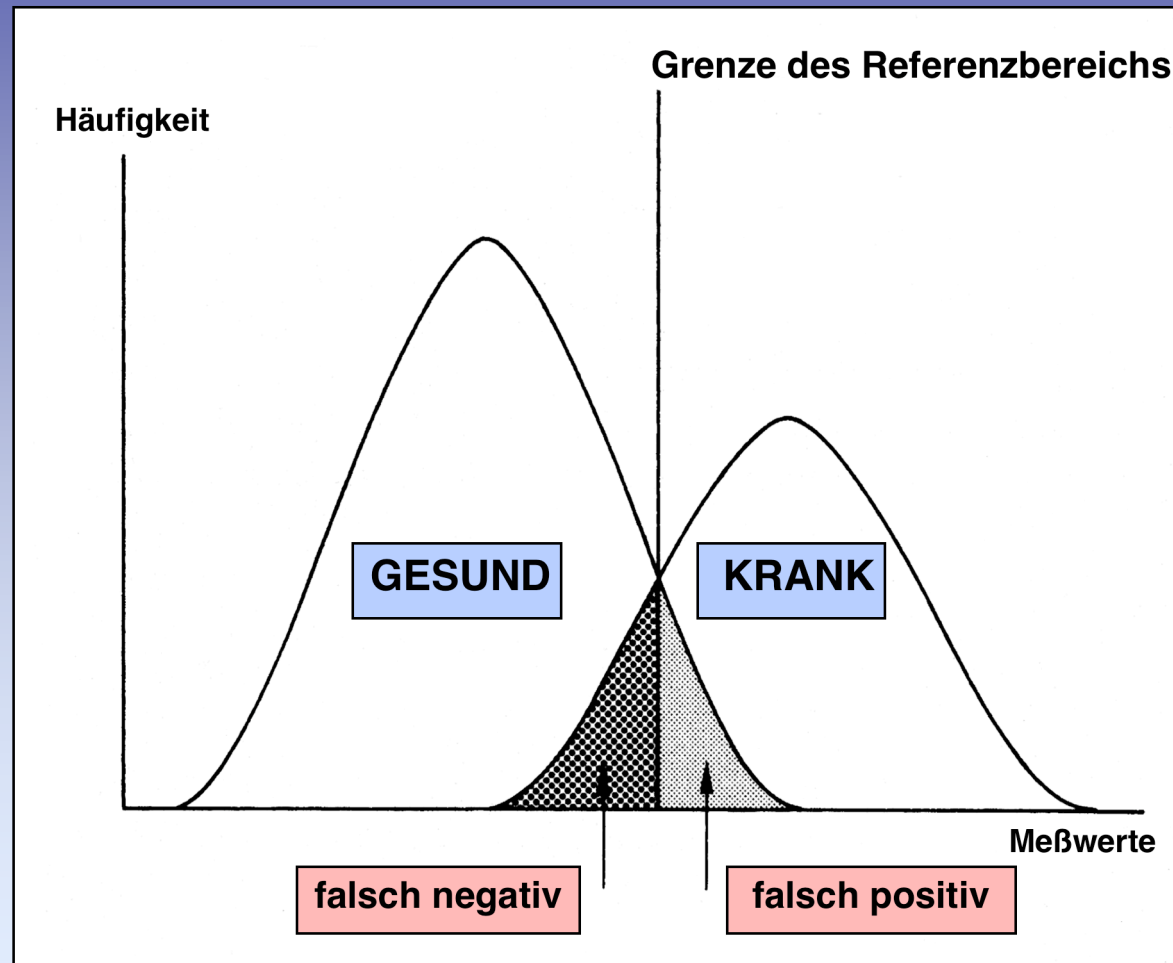 Grenze des Referenzbereichs
Häufigkeit
GESUND
KRANK
Meßwerte
falsch negativ
falsch positiv